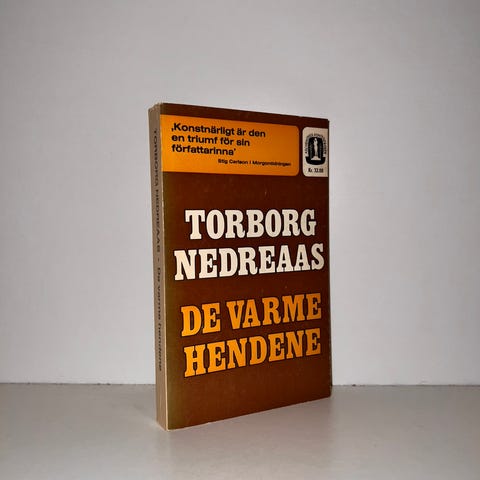 ‚Konstnärligt är den
en triumf för sin
författarinna’
Stig Carlson i Morgontidningen
Kr. 32.00
TORBORG
NEDREAAS
DE VARME
HENDENE
TORBORG NEDREAAS · De varme hendene